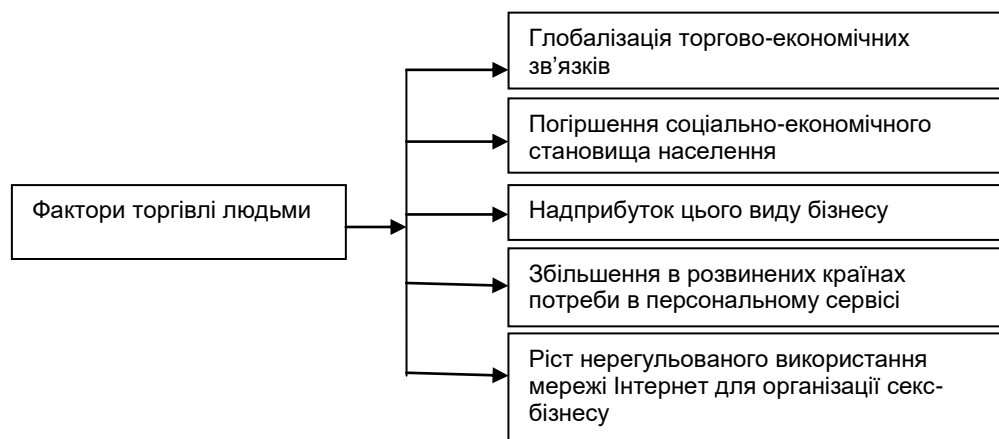 Фактори торгівлі людьми
Глобалізація торгово-економічних
зв’язків
Погіршення соціально-економічного
становища населення
Надприбуток цього виду бізнесу
Збільшення в розвинених країнах
потреби в персональному сервісі
Ріст нерегульованого використання
мережі Інтернет для організації секс-
бізнесу